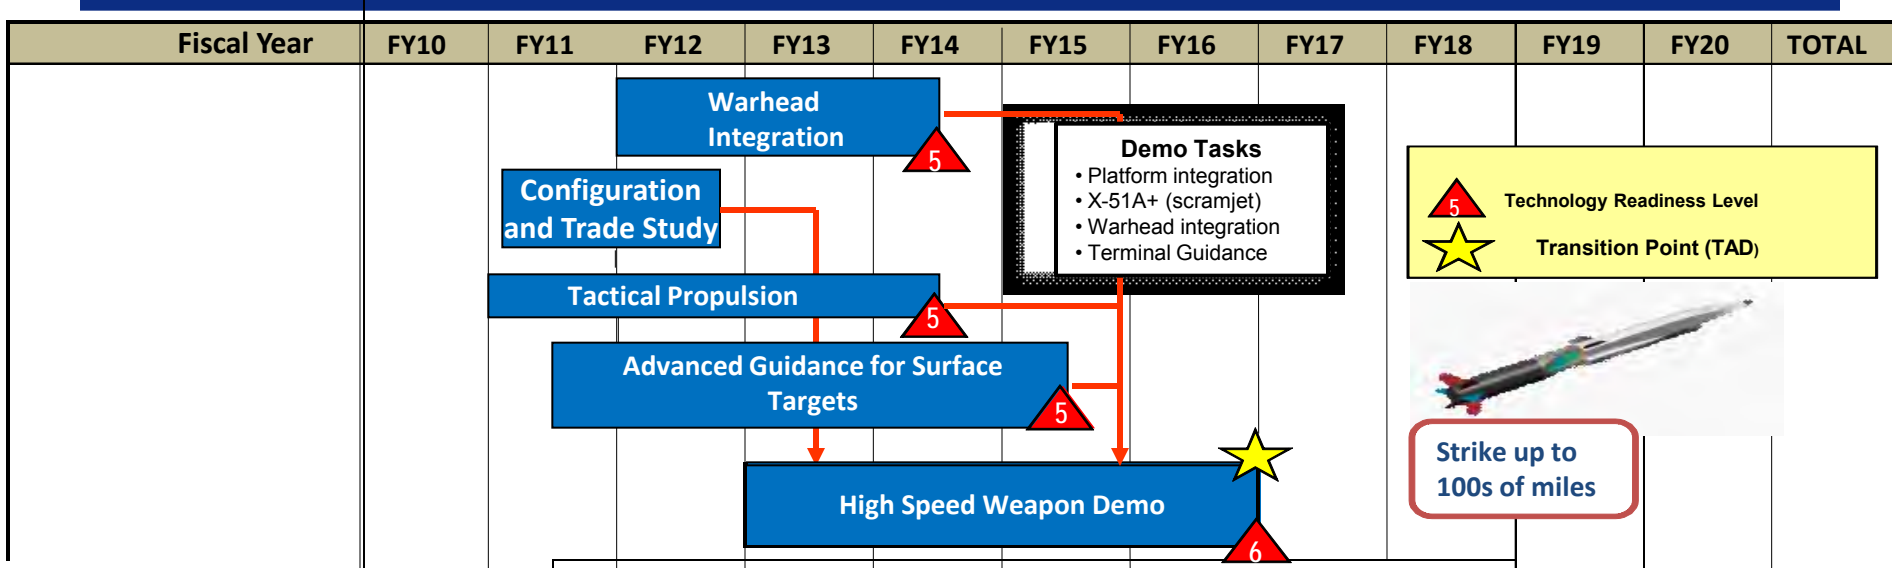 Fiscal Year FY10 FY11 FY12 FY13 FY14 FY15 FY16 FY17 FY18 FY19 FY20 TOTAL
Warhead
Integration
5
Configuration
and Trade Study
Tactical Propulsion
5
Advanced Guidance for Surface
Targets
5
High Speed Weapon Demo
6
Demo Tasks
• Platform integration
• X-51A+ (scramjet)
• Warhead integration
• Terminal Guidance
5 Technology Readiness Level
Transition Point (TAD)
Strike up to
100s of miles